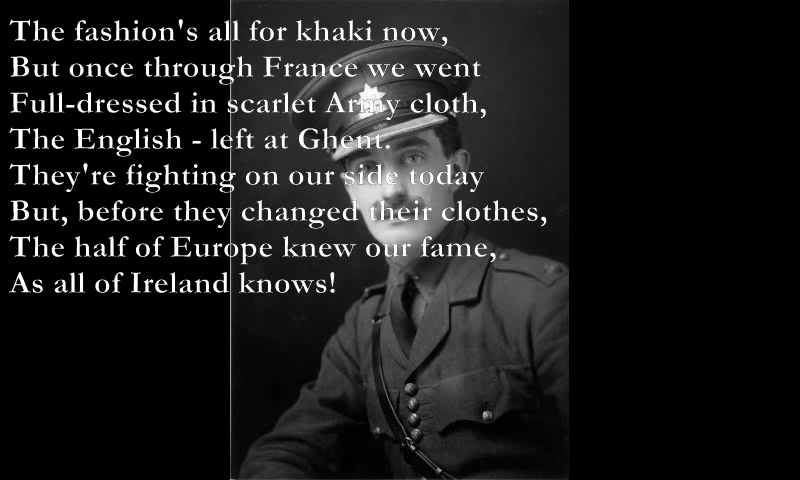 The fashion's all for khaki now,
But once through France we went
Full-dressed in scarlet Army cloth,
The English - left at Ghent.
They're fighting on our side today
But, before they changed their clothes,
The half of Europe knew our fame,
As all of Ireland knows!